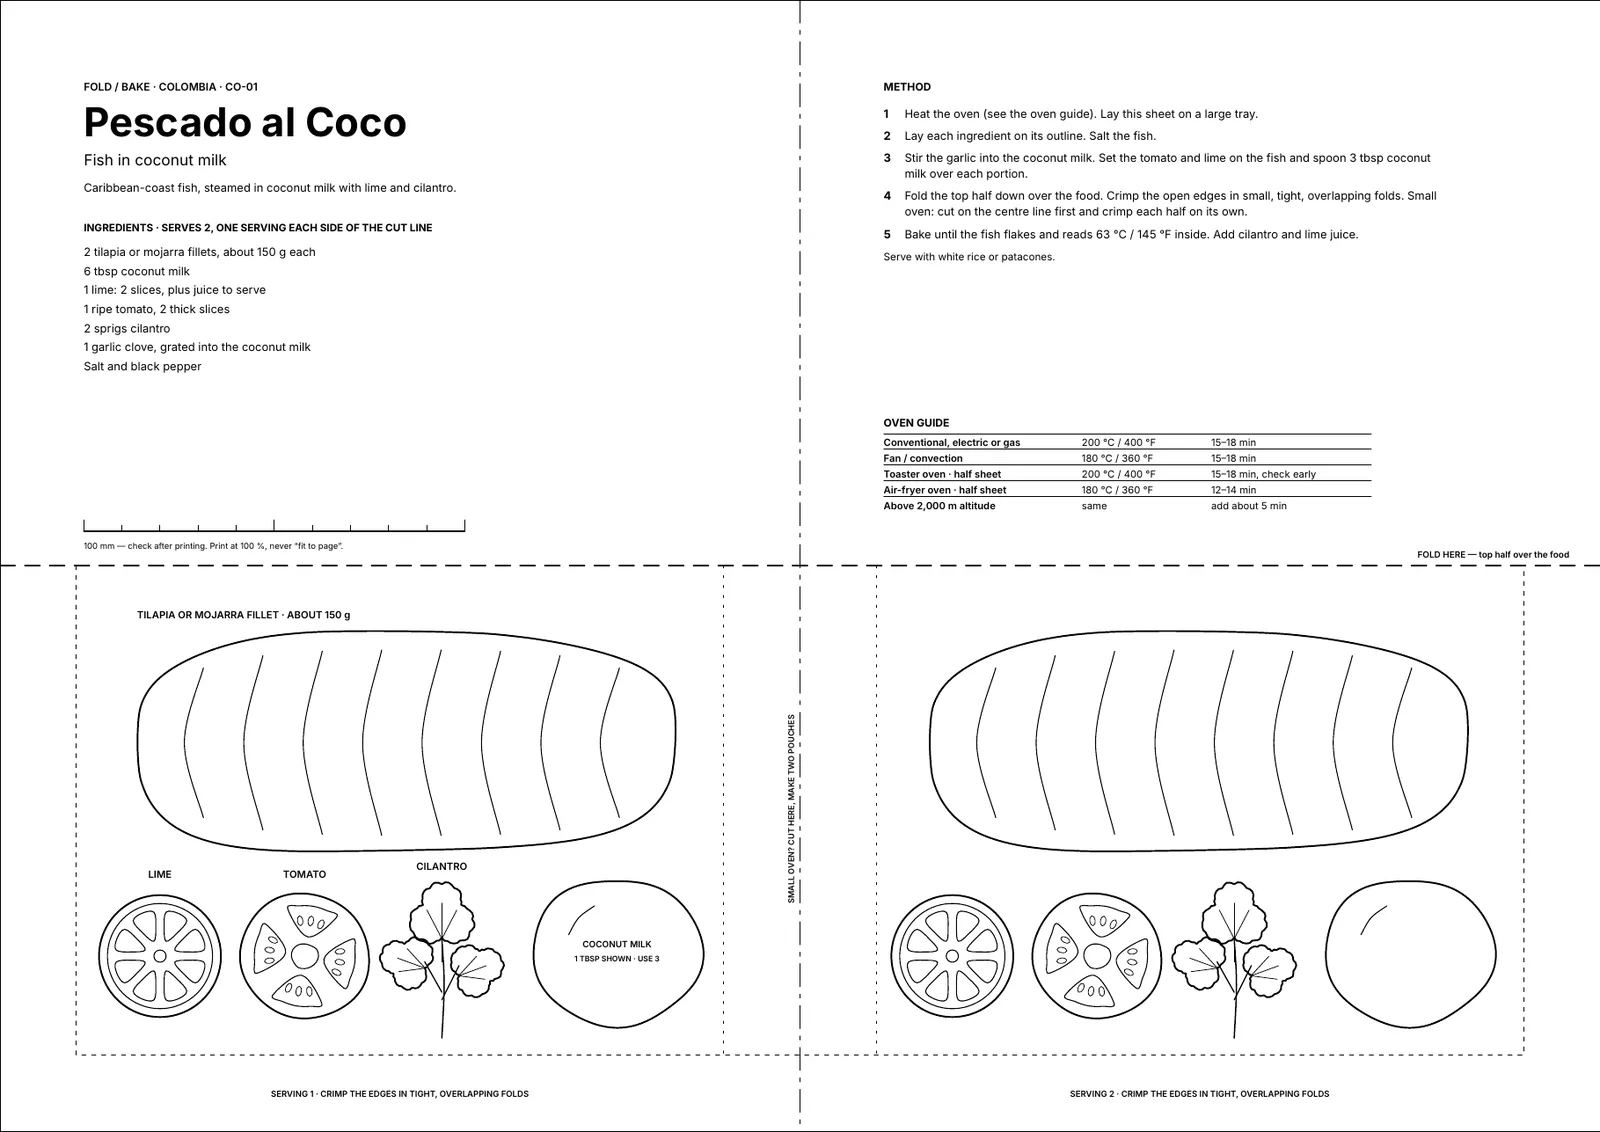 FOLD / BAKE · COLOMBIA · CO-01
Pescado al Coco
Fish in coconut milk
Caribbean-coast fish, steamed in coconut milk with lime and cilantro.
INGREDIENTS · SERVES 2, ONE SERVING EACH SIDE OF THE CUT LINE
2 tilapia or mojarra fillets, about 150 g each
6 tbsp coconut milk
1 lime: 2 slices, plus juice to serve
1 ripe tomato, 2 thick slices
2 sprigs cilantro
1 garlic clove, grated into the coconut milk
Salt and black pepper
100 mm — check after printing. Print at 100 %, never “fit to page”.
METHOD
1 Heat the oven (see the oven guide). Lay this sheet on a large tray.
2 Lay each ingredient on its outline. Salt the fish.
3 Stir the garlic into the coconut milk. Set the tomato and lime on the fish and spoon 3 tbsp coconut
milk over each portion.
4 Fold the top half down over the food. Crimp the open edges in small, tight, overlapping folds. Small
oven: cut on the centre line first and crimp each half on its own.
5 Bake until the fish flakes and reads 63 °C / 145 °F inside. Add cilantro and lime juice.
Serve with white rice or patacones.
OVEN GUIDE
Conventional, electric or gas 200 °C / 400 °F 15–18 min
Fan / convection 180 °C / 360 °F 15–18 min
Toaster oven · half sheet 200 °C / 400 °F 15–18 min, check early
Air-fryer oven · half sheet 180 °C / 360 °F 12–14 min
Above 2,000 m altitude same add about 5 min
FOLD HERE — top half over the food
TILAPIA OR MOJARRA FILLET · ABOUT 150 g
SMALL OVEN? CUT HERE, MAKE TWO POUCHES
LIME
TOMATO
CILANTRO
COCONUT MILK
1 TBSP SHOWN · USE 3
SERVING 1 · CRIMP THE EDGES IN TIGHT, OVERLAPPING FOLDS
SERVING 2 · CRIMP THE EDGES IN TIGHT, OVERLAPPING FOLDS